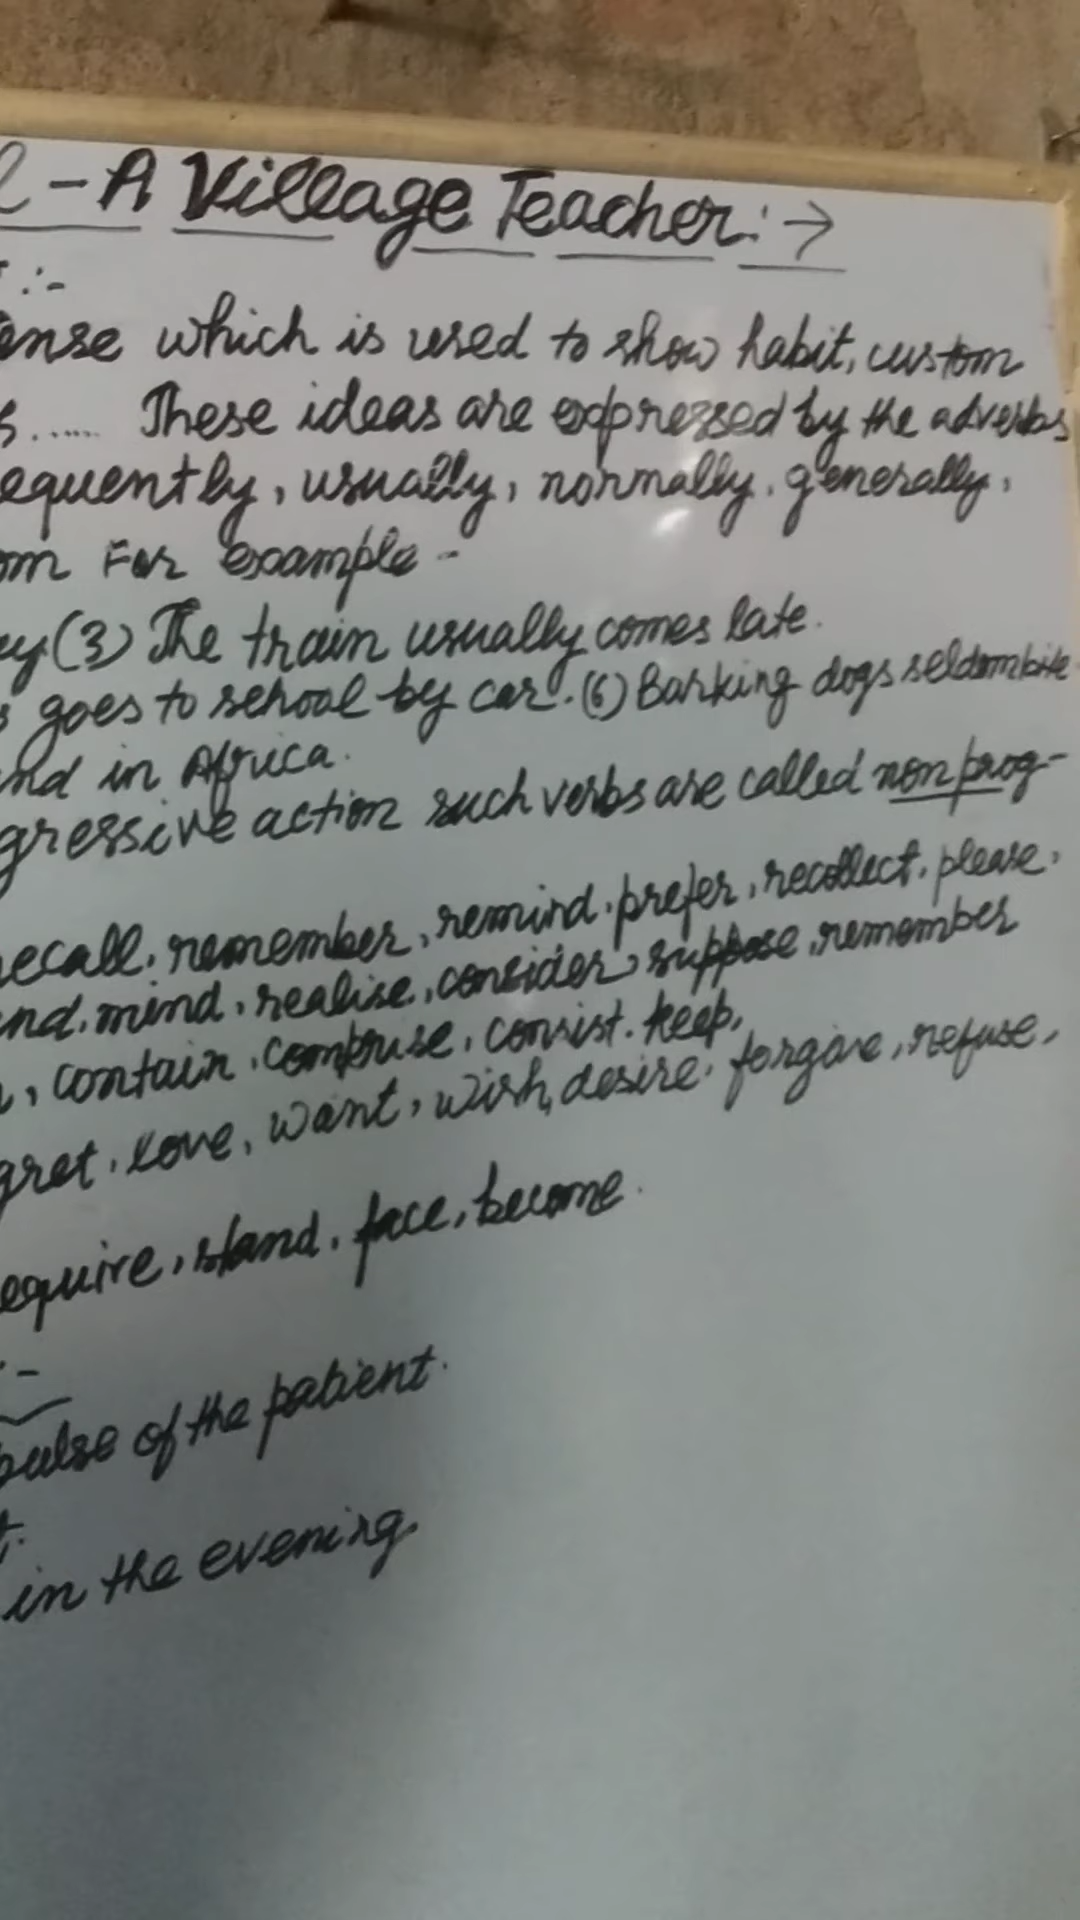 - A Village Teacher:→
:-
ense which is used to show habit, custom
s...... These ideas are expressed by the adverbs
equently, usually, normally, generally,
om For example -
ey (3) The train usually comes late.
s goes to school by car. (6) Barking dogs seldom bite
nd in Africa.
gressive action such verbs are called non prog-
recall, remember, remind, prefer, recollect, please,
nd, mind, realise, consider, suppose, remember
, contain, comprise, consist, keep,
gret, love, want, wish, desire, forgive, refuse,
equire, stand, face, become.
:-
pulse of the patient.
t.
in the evening.